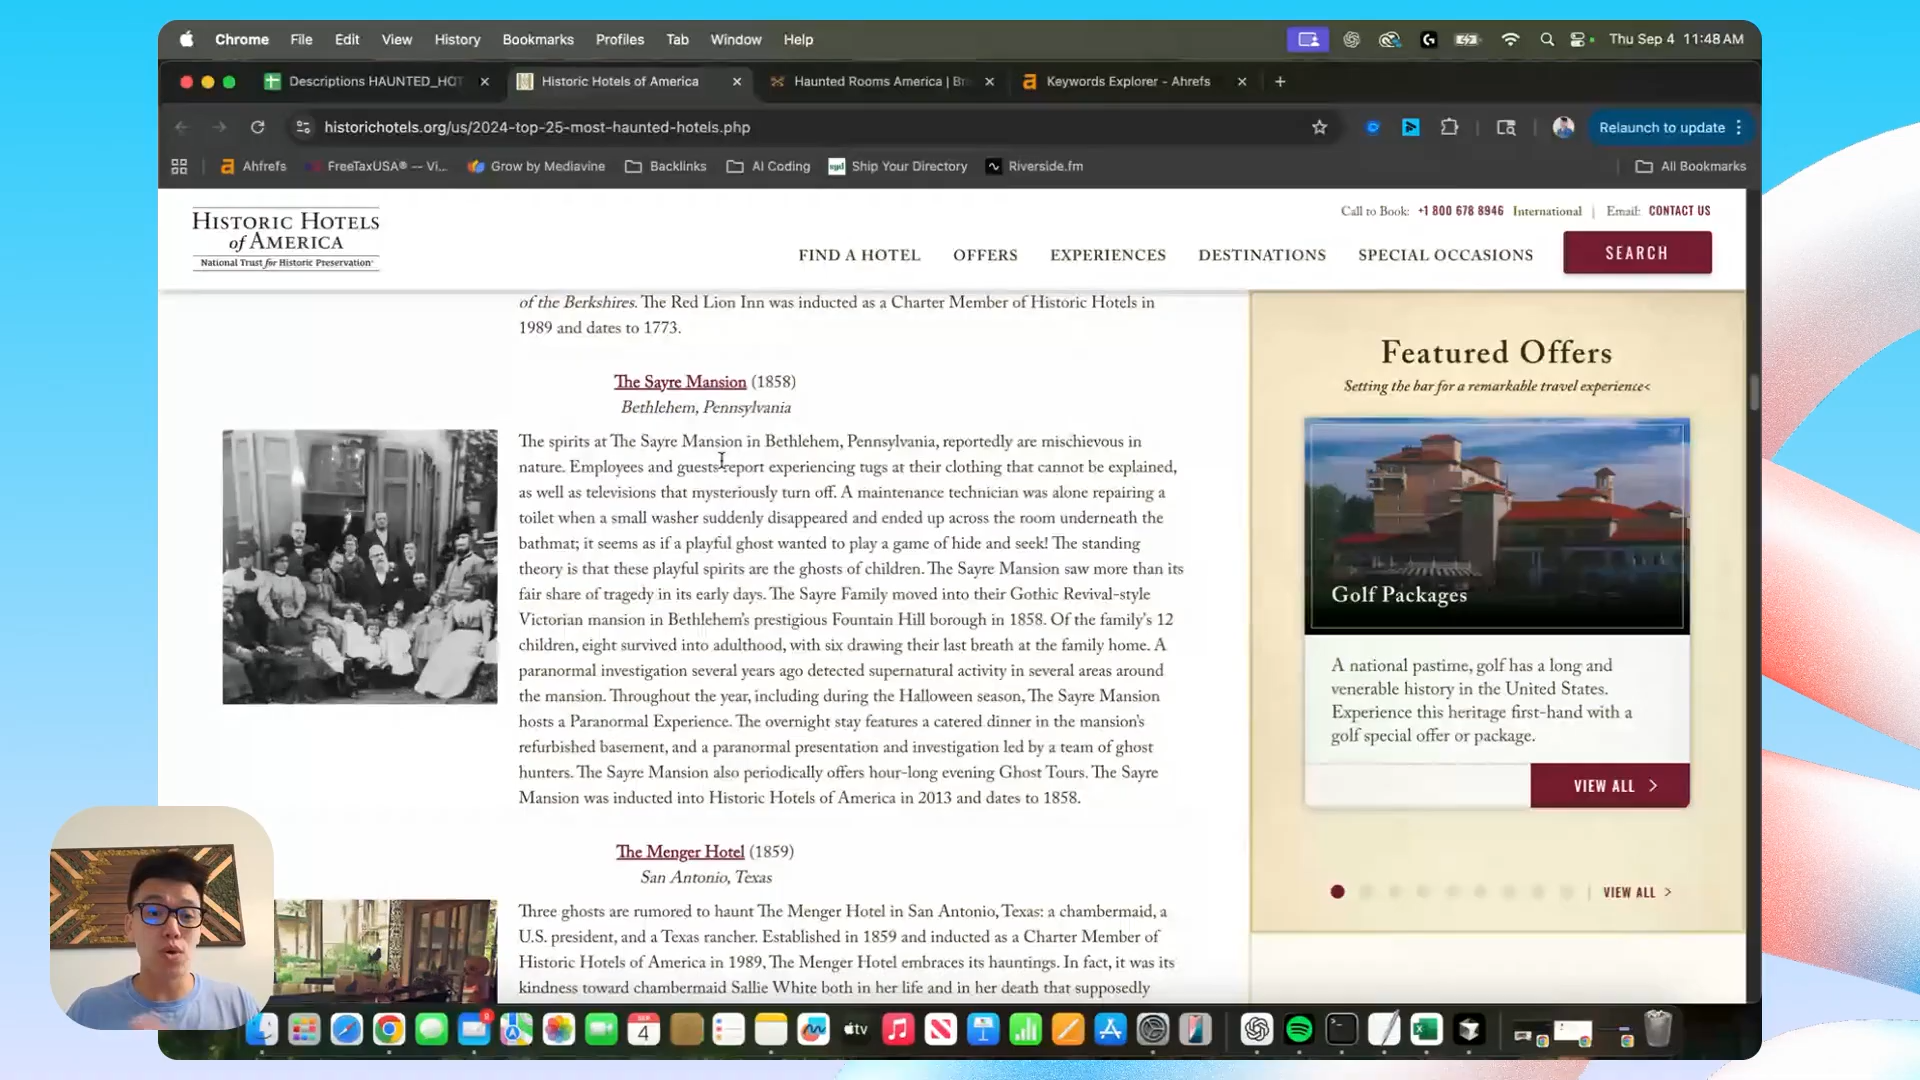 Chrome File Edit View History Bookmarks Profiles Tab Window Help
Thu Sep 4 11:48 AM
Descriptions HAUNTED_HOT
Historic Hotels of America
Haunted Rooms America | Br
Keywords Explorer - Ahrefs
historichotels.org/us/2024-top-25-most-haunted-hotels.php
Relaunch to update
Ahfrefs
FreeTaxUSA® — Vi...
Grow by Mediavine
Backlinks
AI Coding
Ship Your Directory
Riverside.fm
All Bookmarks
HISTORIC HOTELS
of AMERICA
National Trust for Historic Preservation®
Call to Book: +1 800 678 8946 International | Email: CONTACT US
FIND A HOTEL OFFERS EXPERIENCES DESTINATIONS SPECIAL OCCASIONS SEARCH
of the Berkshires. The Red Lion Inn was inducted as a Charter Member of Historic Hotels in
1989 and dates to 1773.
The Sayre Mansion (1858)
Bethlehem, Pennsylvania
The spirits at The Sayre Mansion in Bethlehem, Pennsylvania, reportedly are mischievous in
nature. Employees and guests report experiencing tugs at their clothing that cannot be explained,
as well as televisions that mysteriously turn off. A maintenance technician was alone repairing a
toilet when a small washer suddenly disappeared and ended up across the room underneath the
bathmat; it seems as if a playful ghost wanted to play a game of hide and seek! The standing
theory is that these playful spirits are the ghosts of children. The Sayre Mansion saw more than its
fair share of tragedy in its early days. The Sayre Family moved into their Gothic Revival-style
Victorian mansion in Bethlehem's prestigious Fountain Hill borough in 1858. Of the family's 12
children, eight survived into adulthood, with six drawing their last breath at the family home. A
paranormal investigation several years ago detected supernatural activity in several areas around
the mansion. Throughout the year, including during the Halloween season, The Sayre Mansion
hosts a Paranormal Experience. The overnight stay features a catered dinner in the mansion's
refurbished basement, and a paranormal presentation and investigation led by a team of ghost
hunters. The Sayre Mansion also periodically offers hour-long evening Ghost Tours. The Sayre
Mansion was inducted into Historic Hotels of America in 2013 and dates to 1858.
The Menger Hotel (1859)
San Antonio, Texas
Three ghosts are rumored to haunt The Menger Hotel in San Antonio, Texas: a chambermaid, a
U.S. president, and a Texas rancher. Established in 1859 and inducted as a Charter Member of
Historic Hotels of America in 1989, The Menger Hotel embraces its hauntings. In fact, it was its
kindness toward chambermaid Sallie White both in her life and in her death that supposedly
Featured Offers
Setting the bar for a remarkable travel experience<
Golf Packages
A national pastime, golf has a long and
venerable history in the United States.
Experience this heritage first-hand with a
golf special offer or package.
VIEW ALL >
VIEW ALL >
SEP
4
tv